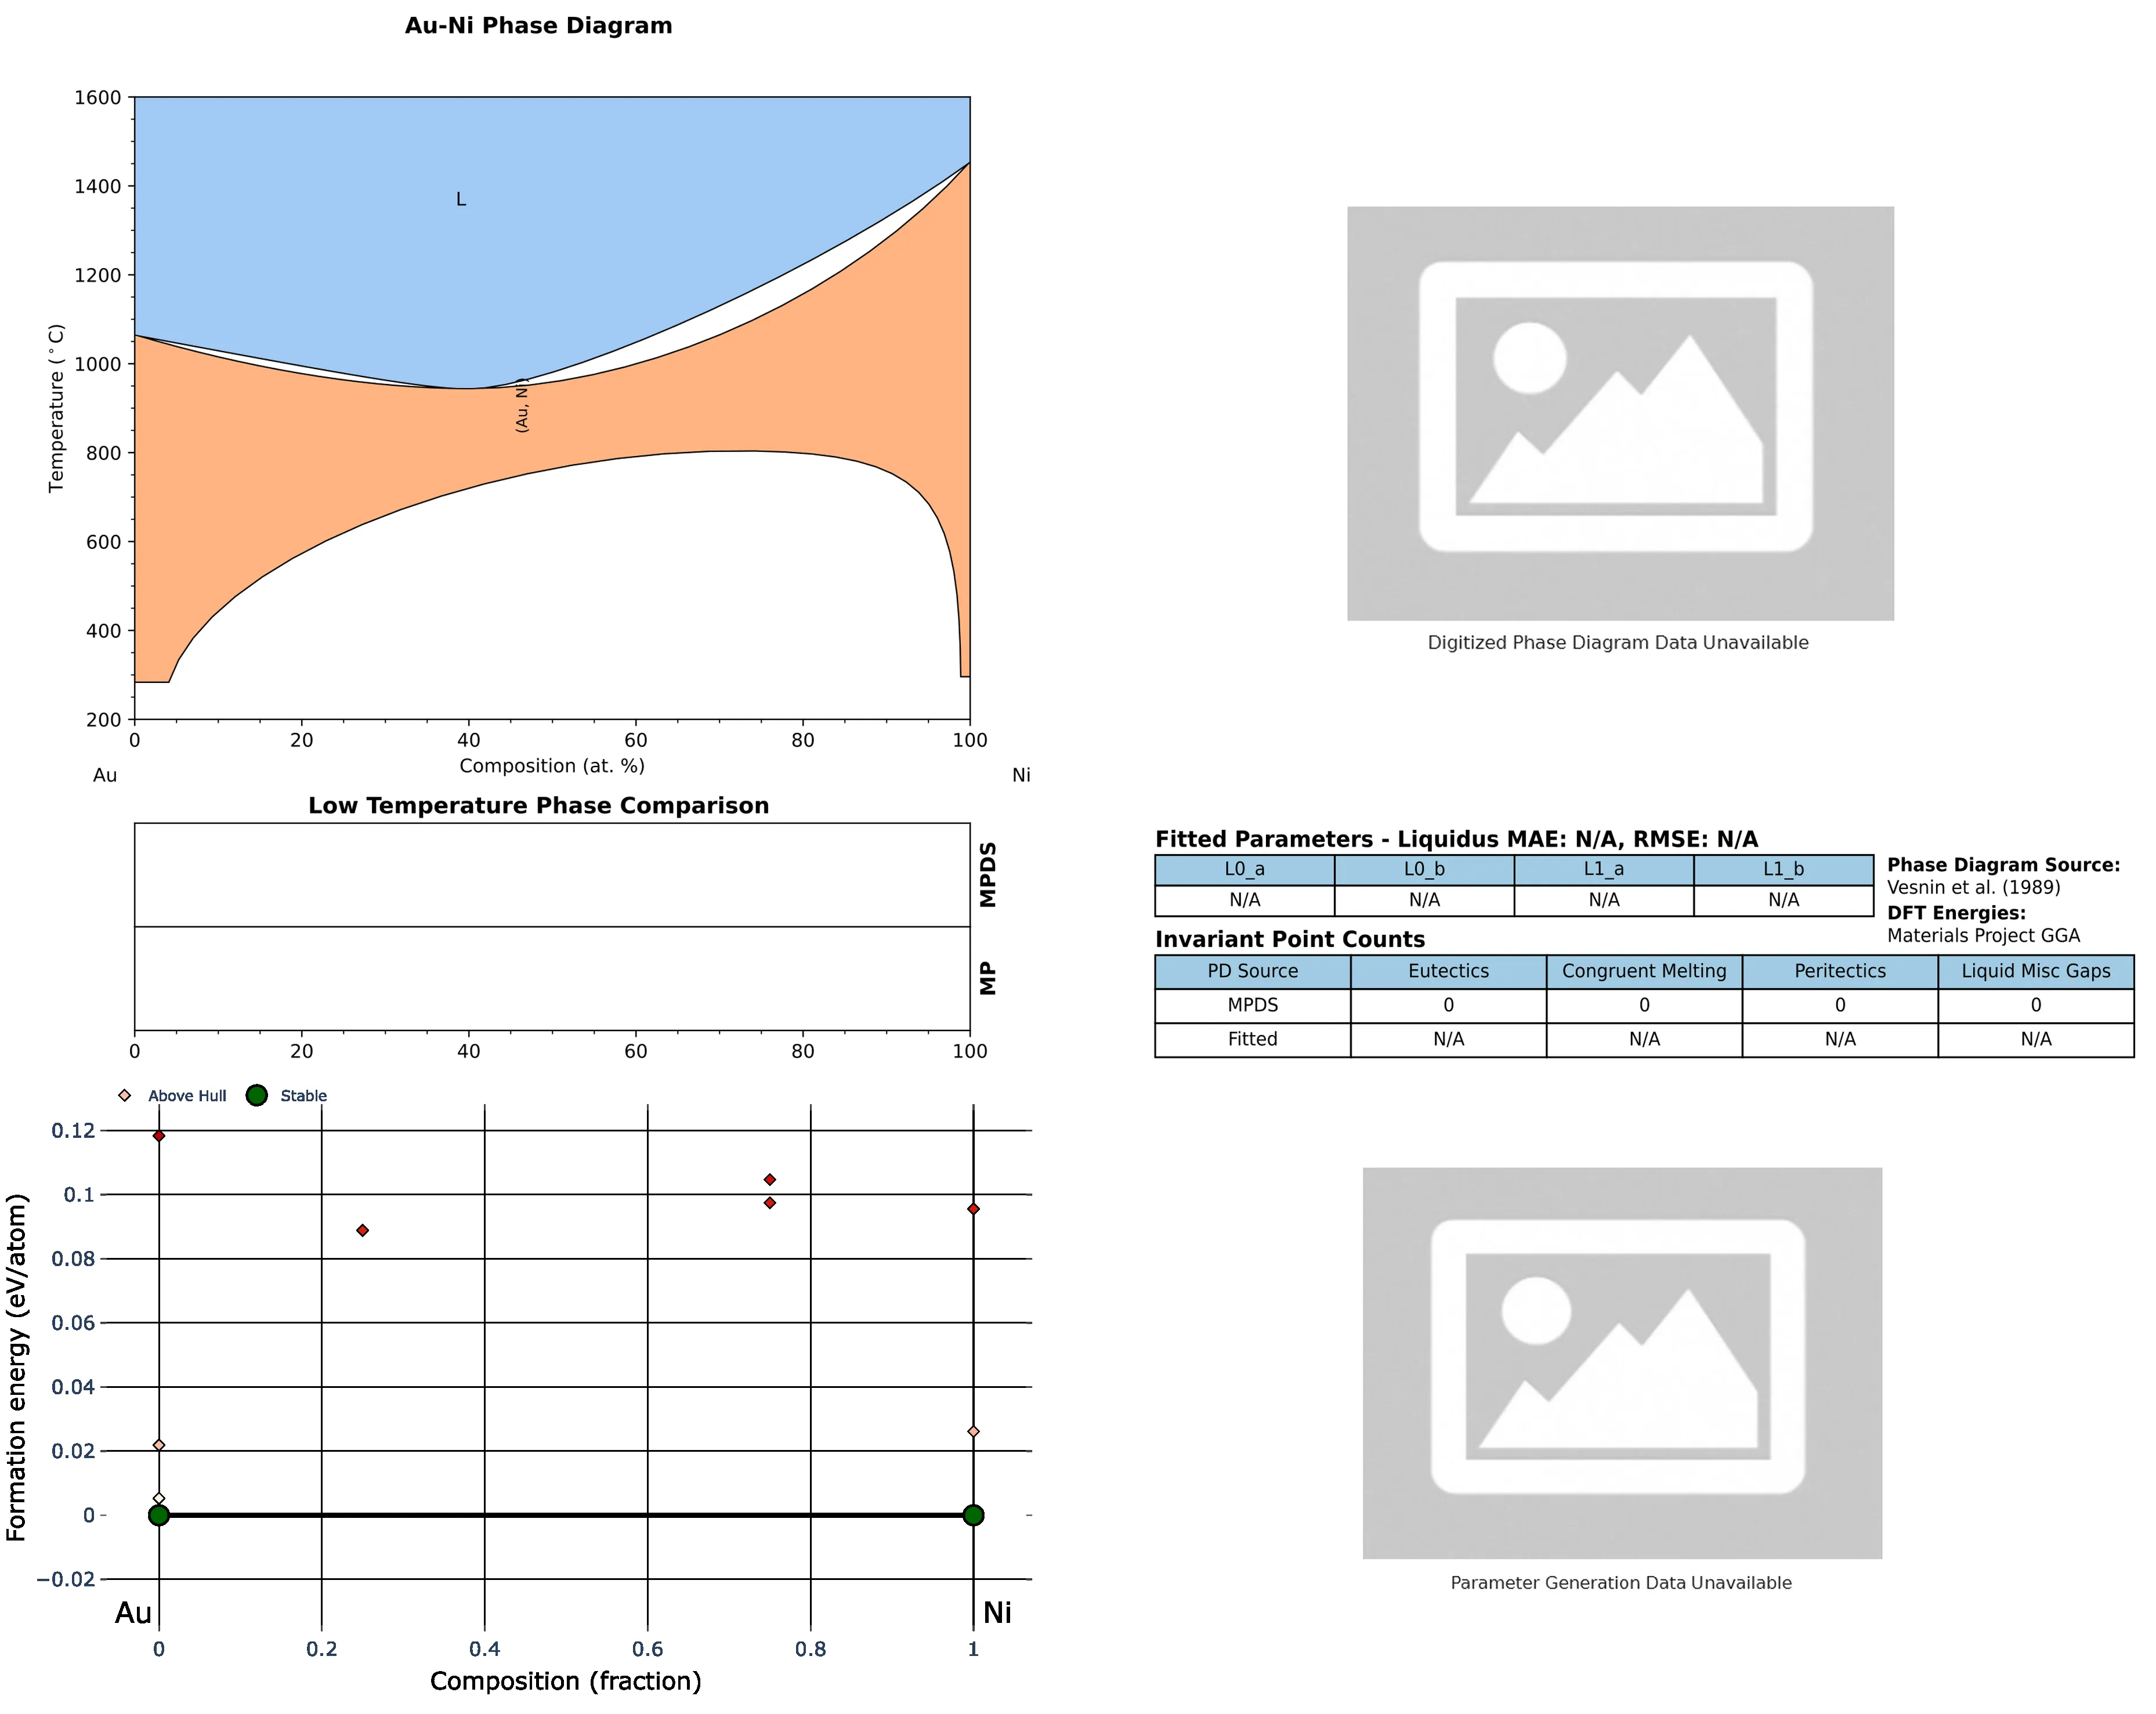 Au-Ni Phase Diagram
1600
1400
1200
1000
800
600
400
200
Temperature (°C)
L
(Au, Ni)
0 20 40 60 80 100
Composition (at. %)
Au Ni
Digitized Phase Diagram Data Unavailable
Low Temperature Phase Comparison
MPDS
MP
0 20 40 60 80 100
Fitted Parameters - Liquidus MAE: N/A, RMSE: N/A
L0_a L0_b L1_a L1_b
N/A N/A N/A N/A
Phase Diagram Source:
Vesnin et al. (1989)
DFT Energies:
Materials Project GGA
Invariant Point Counts
PD Source Eutectics Congruent Melting Peritectics Liquid Misc Gaps
MPDS 0 0 0 0
Fitted N/A N/A N/A N/A
Above Hull Stable
0.12
0.1
0.08
0.06
0.04
0.02
0
−0.02
Formation energy (eV/atom)
Au Ni
0 0.2 0.4 0.6 0.8 1
Composition (fraction)
Parameter Generation Data Unavailable